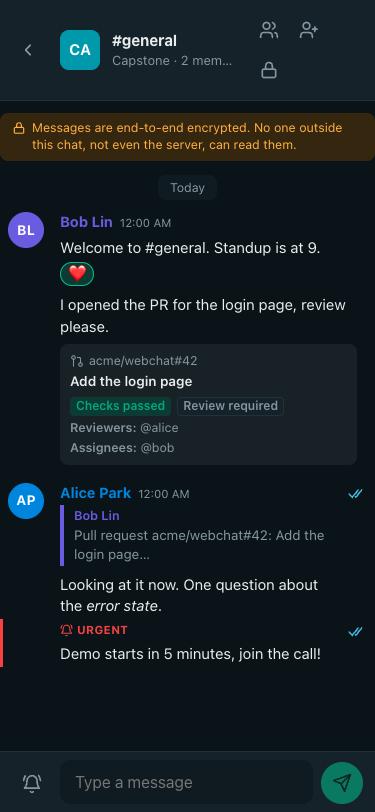 CA
#general
Capstone · 2 mem...
Messages are end-to-end encrypted. No one outside
this chat, not even the server, can read them.
Today
BL
Bob Lin 12:00 AM
Welcome to #general. Standup is at 9.
I opened the PR for the login page, review
please.
acme/webchat#42
Add the login page
Checks passed Review required
Reviewers: @alice
Assignees: @bob
AP
Alice Park 12:00 AM
Bob Lin
Pull request acme/webchat#42: Add the
login page...
Looking at it now. One question about
the error state.
URGENT
Demo starts in 5 minutes, join the call!
Type a message